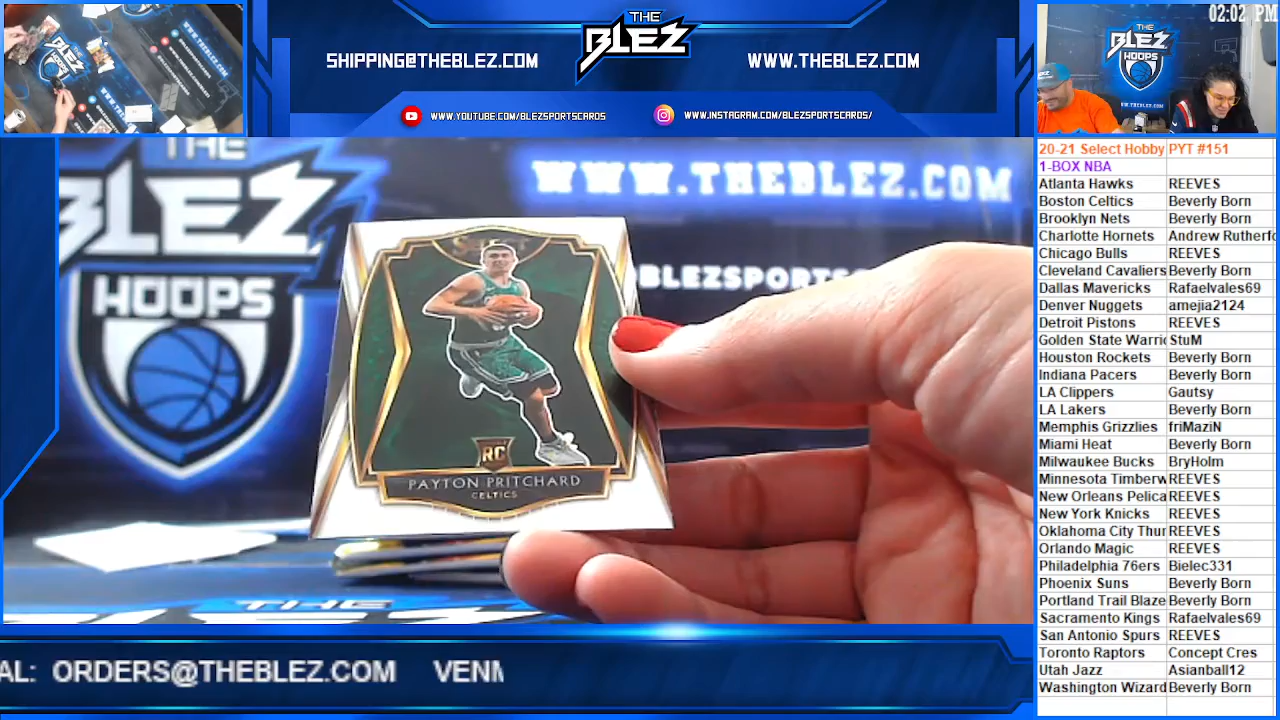 02:02 PM
THE
BLEZ
SHIPPING@THEBLEZ.COM
WWW.THEBLEZ.COM
WWW.YOUTUBE.COM/BLEZSPORTSCARDS
WWW.INSTAGRAM.COM/BLEZSPORTSCARDS/
BLEZ
HOOPS
20-21 Select Hobby PYT #151
1-BOX NBA
Atlanta Hawks REEVES
Boston Celtics Beverly Born
Brooklyn Nets Beverly Born
Charlotte Hornets Andrew Rutherfo
Chicago Bulls REEVES
Cleveland Cavaliers Beverly Born
Dallas Mavericks Rafaelvales69
Denver Nuggets amejia2124
Detroit Pistons REEVES
Golden State Warri StuM
Houston Rockets Beverly Born
Indiana Pacers Beverly Born
LA Clippers Gautsy
LA Lakers Beverly Born
Memphis Grizzlies friMaziN
Miami Heat Beverly Born
Milwaukee Bucks BryHolm
Minnesota Timberw REEVES
New Orleans Pelica REEVES
New York Knicks REEVES
Oklahoma City Thu REEVES
Orlando Magic REEVES
Philadelphia 76ers Bielec331
Phoenix Suns Beverly Born
Portland Trail Blaze Beverly Born
Sacramento Kings Rafaelvales69
San Antonio Spurs REEVES
Toronto Raptors Concept Cres
Utah Jazz Asianball12
Washington Wizard Beverly Born
THE
BLEZ
HOOPS
WWW.THEBLEZ.COM
BLEZSPORTS
SELECT
RC
PAYTON PRITCHARD
CELTICS
AL: ORDERS@THEBLEZ.COM VENM